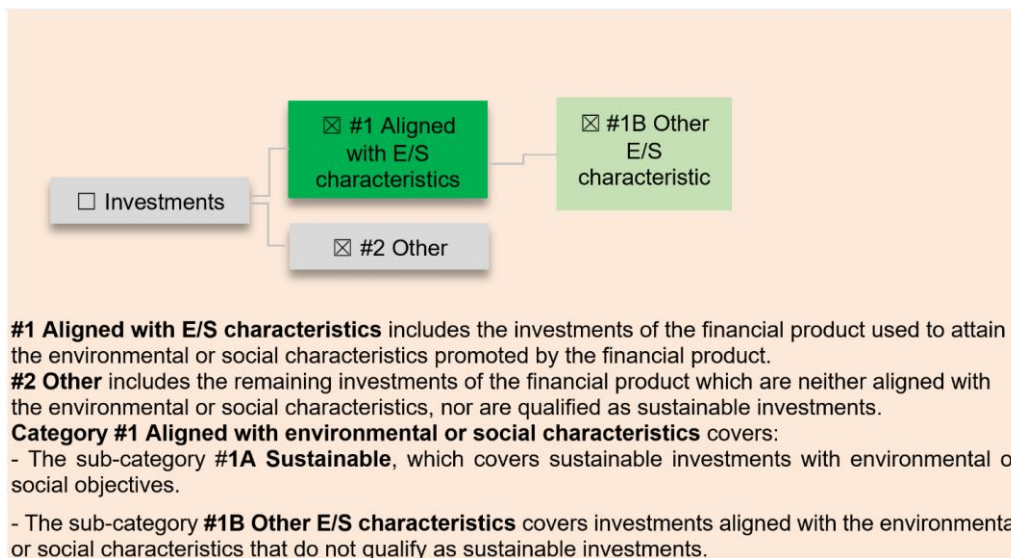 ☒ #1 Aligned
with E/S
characteristics
☒ #1B Other
E/S
characteristic
☐ Investments
☒ #2 Other
#1 Aligned with E/S characteristics includes the investments of the financial product used to attain
the environmental or social characteristics promoted by the financial product.
#2 Other includes the remaining investments of the financial product which are neither aligned with
the environmental or social characteristics, nor are qualified as sustainable investments.
Category #1 Aligned with environmental or social characteristics covers:
- The sub-category #1A Sustainable, which covers sustainable investments with environmental o
social objectives.
- The sub-category #1B Other E/S characteristics covers investments aligned with the environmenta
or social characteristics that do not qualify as sustainable investments.